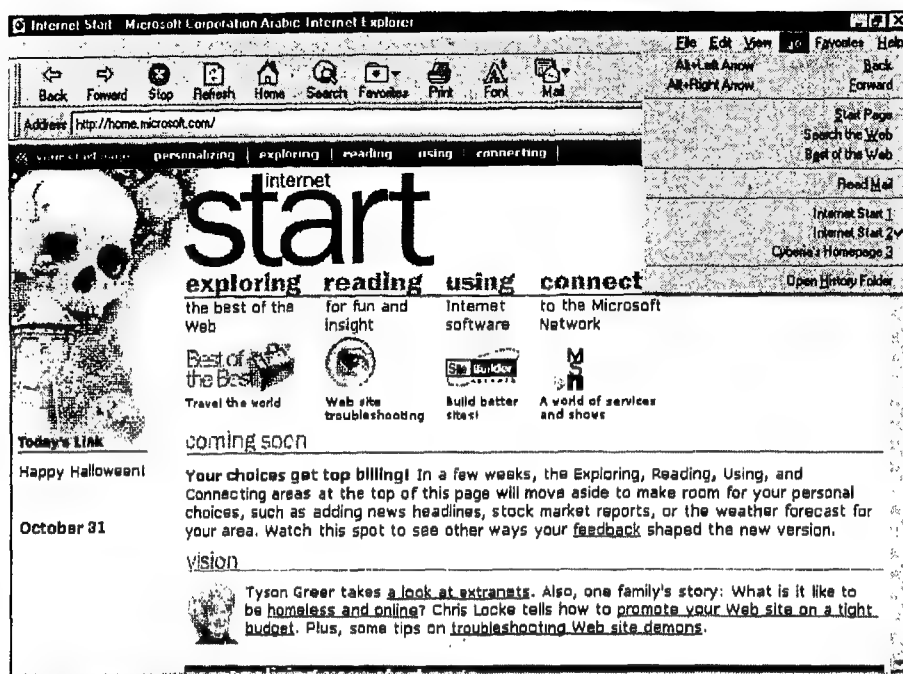 Internet Start - Microsoft Corporation Arabic Internet Explorer
File Edit View Go Favorites Help
Back Forward Stop Refresh Home Search Favorites Print Font Mail
Address http://home.microsoft.com/
Alt+Left Arrow Back
Alt+Right Arrow Forward
Start Page
Search the Web
Best of the Web
Read Mail
Internet Start 1
Internet Start 2
Cyberia's Homepage 3
Open History Folder
your start page personalizing exploring reading using connecting
internet
start
exploring reading using connect
the best of the Web
for fun and insight
Internet software
to the Microsoft Network
Best of the Best
Site Builder
MSN
Travel the world
Web site troubleshooting
Build better sites!
A world of services and shows
Today's Link
Happy Halloween!
October 31
coming soon
Your choices get top billing! In a few weeks, the Exploring, Reading, Using, and
Connecting areas at the top of this page will move aside to make room for your personal
choices, such as adding news headlines, stock market reports, or the weather forecast for
your area. Watch this spot to see other ways your feedback shaped the new version.
vision
Tyson Greer takes a look at extranets. Also, one family's story: What is it like to
be homeless and online? Chris Locke tells how to promote your Web site on a tight
budget. Plus, some tips on troubleshooting Web site demons.